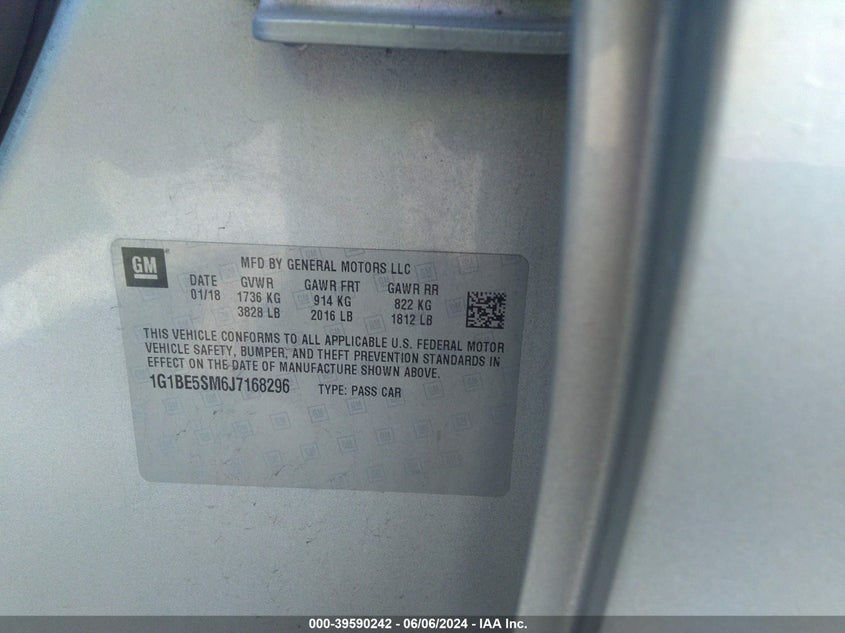 GM
MFD BY GENERAL MOTORS LLC
DATE GVWR GAWR FRT GAWR RR
01/18 1736 KG 914 KG 822 KG
3828 LB 2016 LB 1812 LB
THIS VEHICLE CONFORMS TO ALL APPLICABLE U.S. FEDERAL MOTOR
VEHICLE SAFETY, BUMPER, AND THEFT PREVENTION STANDARDS IN
EFFECT ON THE DATE OF MANUFACTURE SHOWN ABOVE.
1G1BE5SM6J7168296 TYPE: PASS CAR
000-39590242 - 06/06/2024 - IAA Inc.